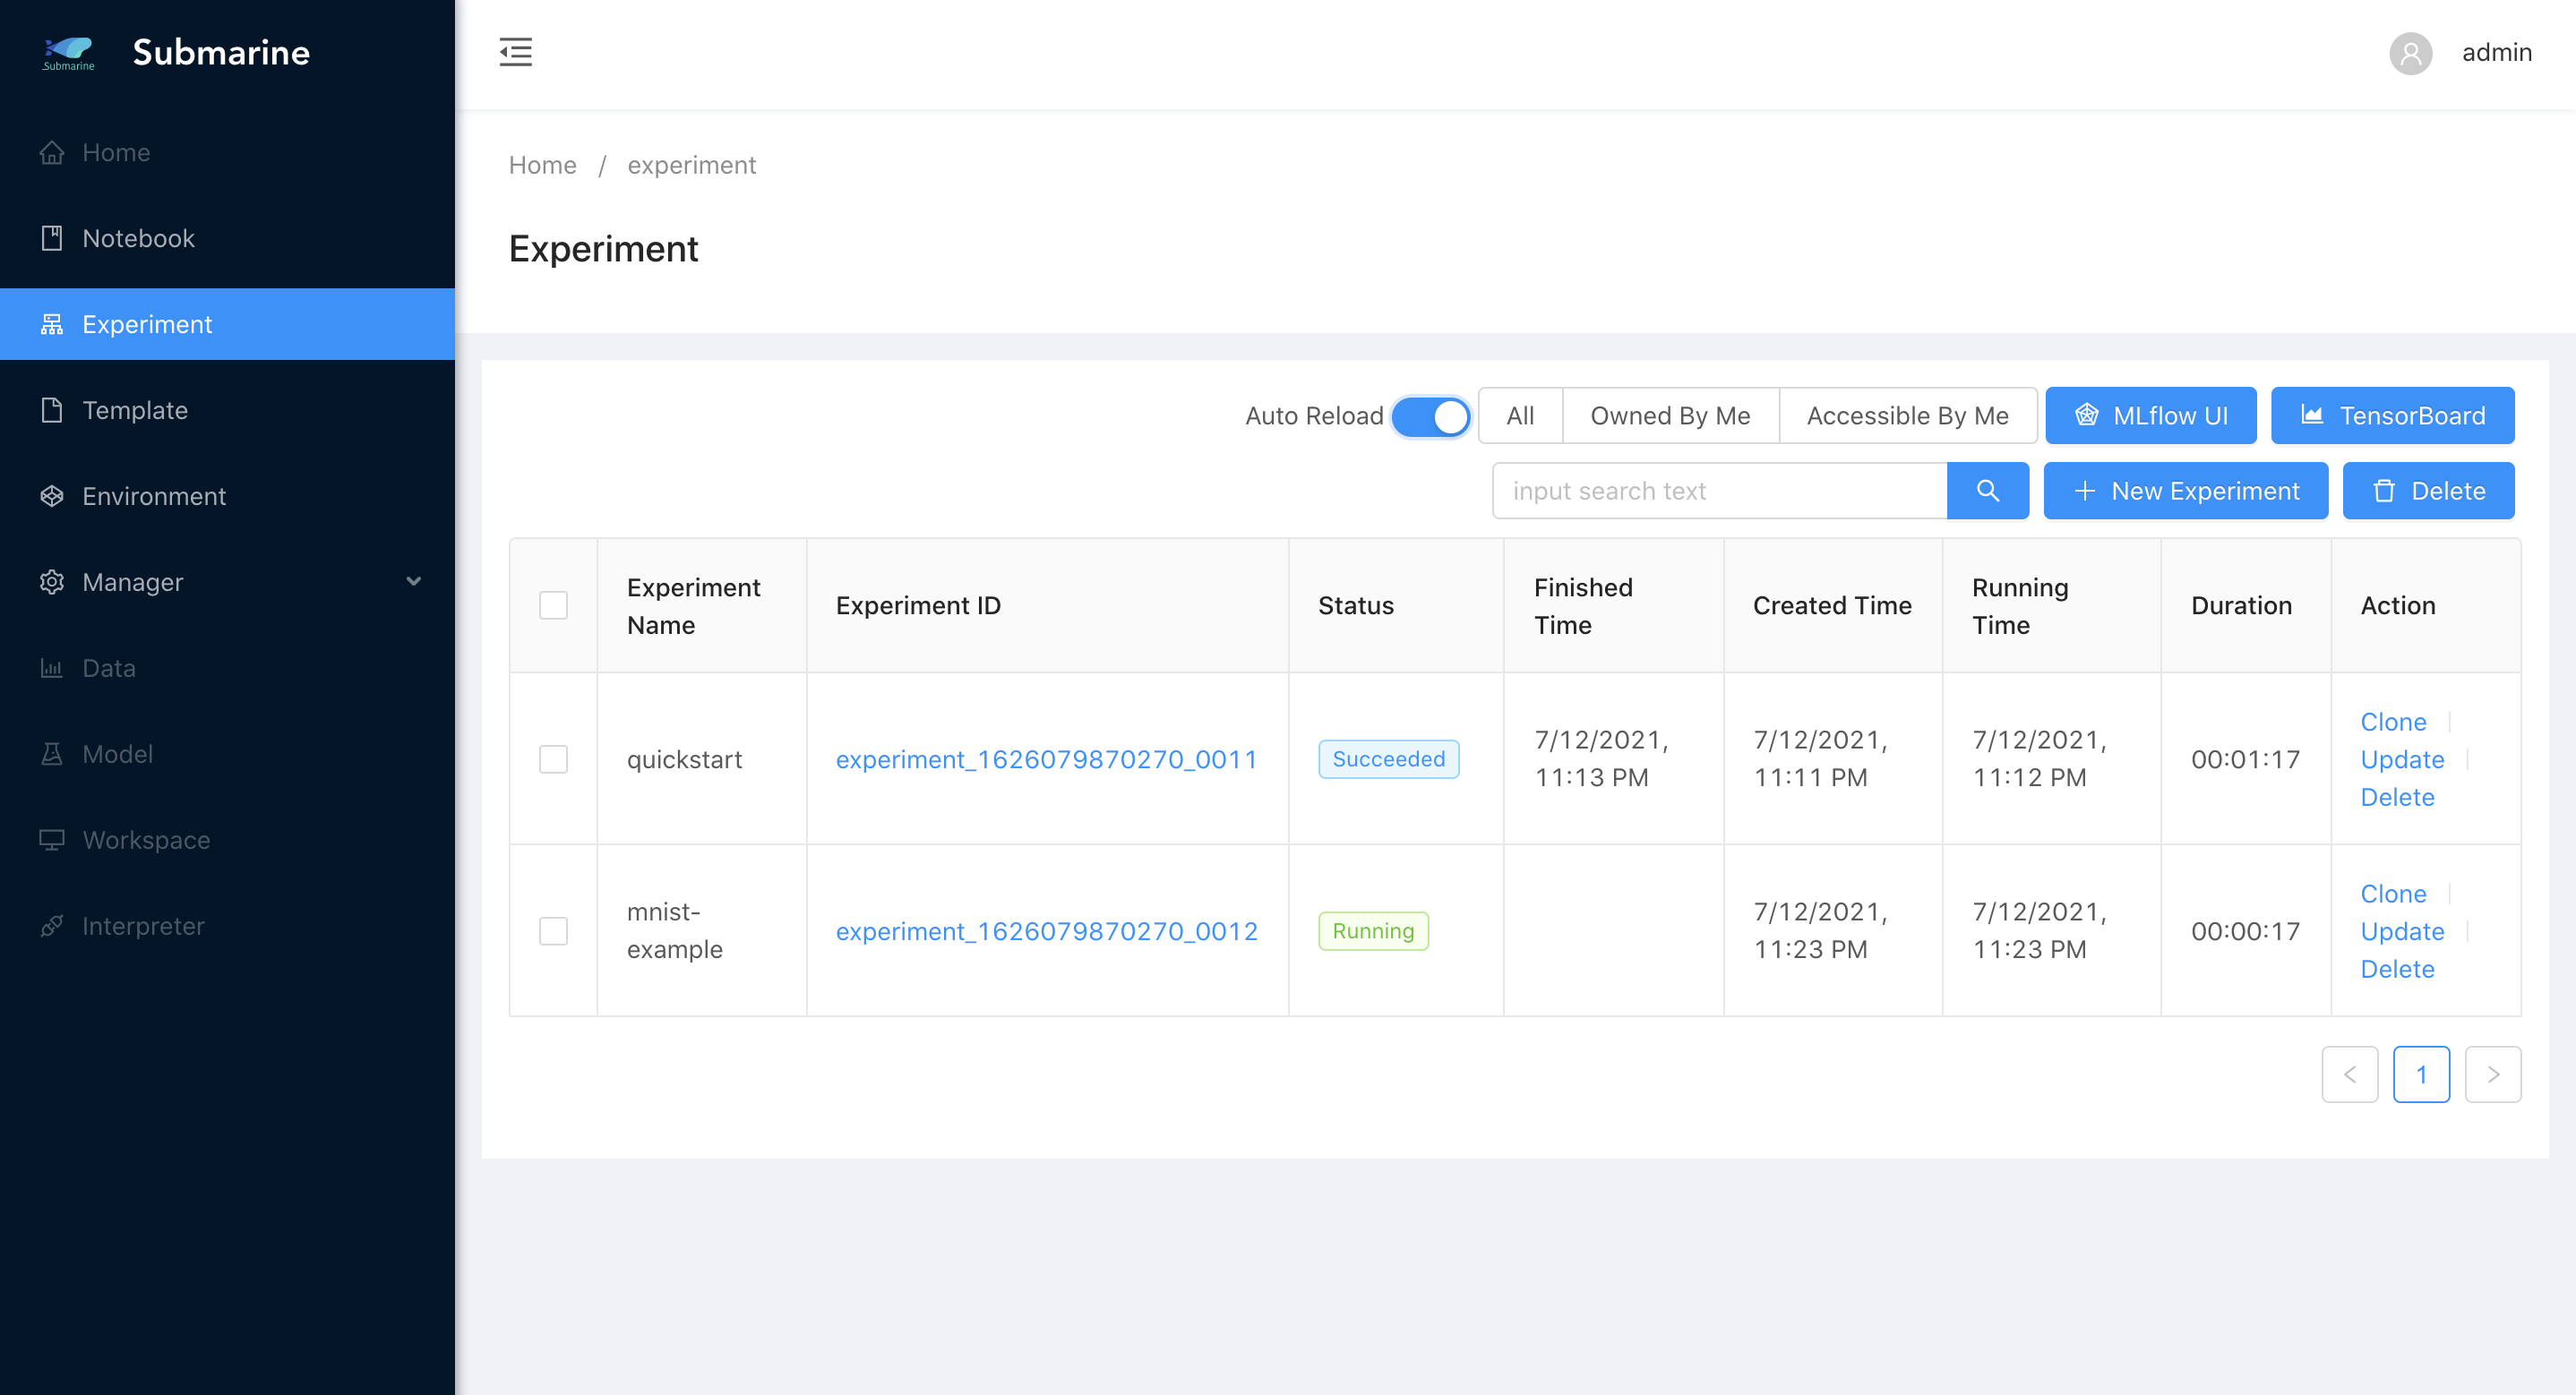 Submarine
Submarine
admin
Home
Notebook
Experiment
Template
Environment
Manager
Data
Model
Workspace
Interpreter
Home / experiment
Experiment
Auto Reload All Owned By Me Accessible By Me MLflow UI TensorBoard
input search text New Experiment Delete
Experiment Name Experiment ID Status Finished Time Created Time Running Time Duration Action
quickstart experiment_1626079870270_0011 Succeeded 7/12/2021, 11:13 PM 7/12/2021, 11:11 PM 7/12/2021, 11:12 PM 00:01:17 Clone Update Delete
mnist-example experiment_1626079870270_0012 Running 7/12/2021, 11:23 PM 7/12/2021, 11:23 PM 00:00:17 Clone Update Delete
1